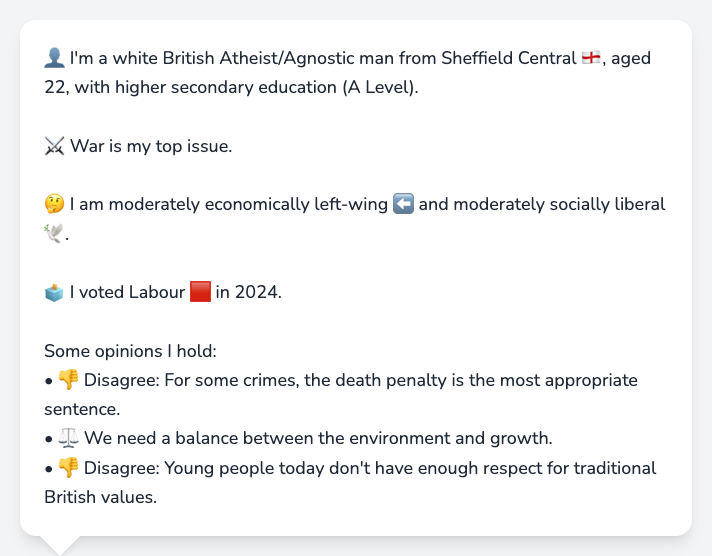 👤 I'm a white British Atheist/Agnostic man from Sheffield Central 🏴󠁧󠁢󠁥󠁮󠁧󠁿, aged
22, with higher secondary education (A Level).
⚔️ War is my top issue.
🤔 I am moderately economically left-wing ⬅️ and moderately socially liberal
🕊️.
🗳️ I voted Labour 🟥 in 2024.
Some opinions I hold:
• 👎 Disagree: For some crimes, the death penalty is the most appropriate
sentence.
• ⚖️ We need a balance between the environment and growth.
• 👎 Disagree: Young people today don't have enough respect for traditional
British values.